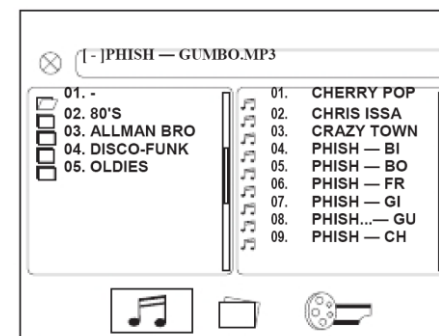 [ - ]PHISH — GUMBO.MP3
01. -
02. 80'S
03. ALLMAN BRO
04. DISCO-FUNK
05. OLDIES
01. CHERRY POP
02. CHRIS ISSA
03. CRAZY TOWN
04. PHISH — BI
05. PHISH — BO
06. PHISH — FR
07. PHISH — GI
08. PHISH...— GU
09. PHISH — CH